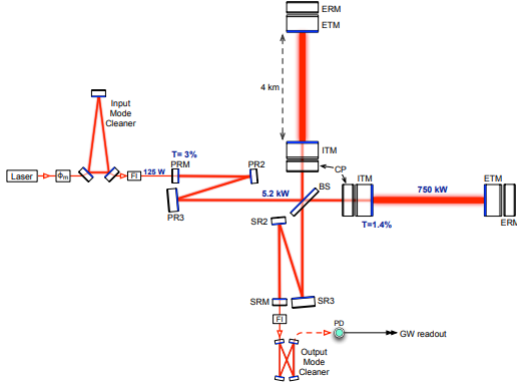 ERM
ETM
4 km
Input
Mode
Cleaner
ITM
T= 3%
PRM
PR2
CP
Laser
Φm
FI
125 W
BS
ITM
750 kW
ETM
PR3
5.2 kW
SR2
T=1.4%
ERM
SRM
SR3
FI
PD
GW readout
Output
Mode
Cleaner